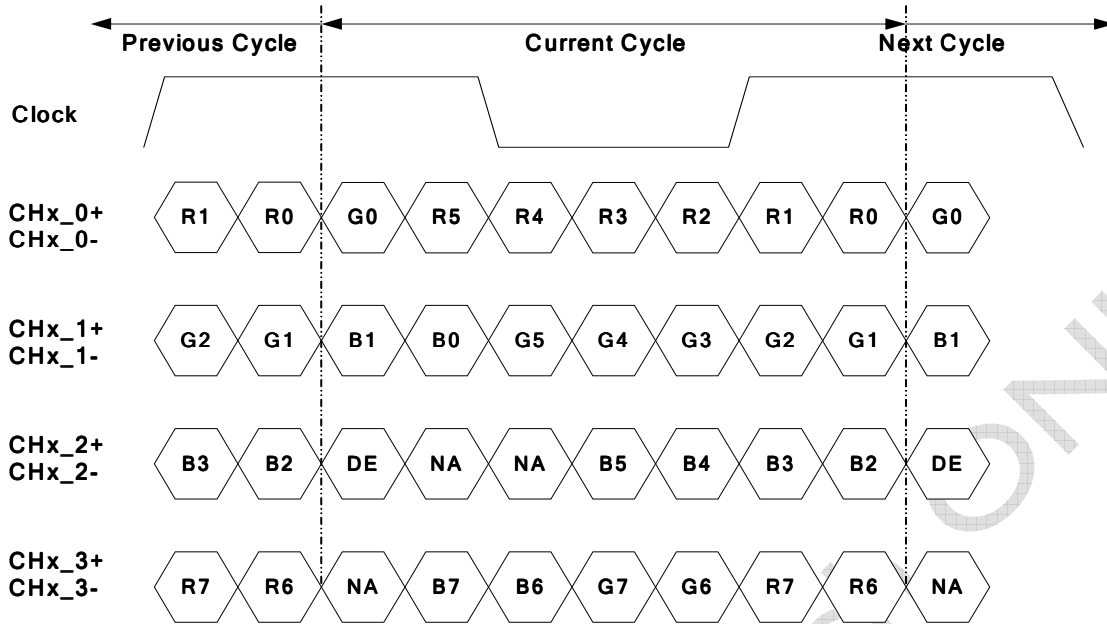 Previous Cycle Current Cycle Next Cycle
Clock
CHx_0+ R1 R0 G0 R5 R4 R3 R2 R1 R0 G0
CHx_0-
CHx_1+ G2 G1 B1 B0 G5 G4 G3 G2 G1 B1
CHx_1-
CHx_2+ B3 B2 DE NA NA B5 B4 B3 B2 DE
CHx_2-
CHx_3+ R7 R6 NA B7 B6 G7 G6 R7 R6 NA
CHx_3-